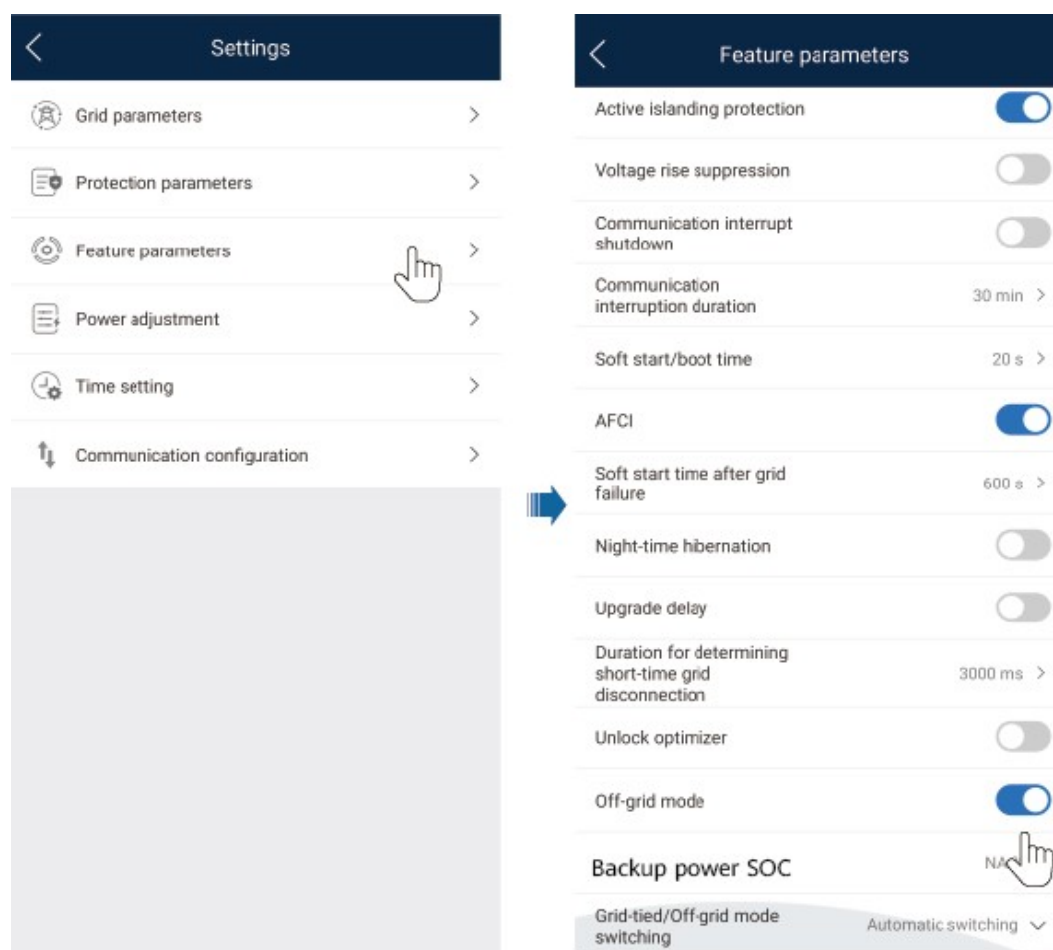 Settings
Grid parameters
Protection parameters
Feature parameters
Power adjustment
Time setting
Communication configuration
Feature parameters
Active islanding protection
Voltage rise suppression
Communication interrupt
shutdown
Communication
interruption duration
30 min
Soft start/boot time
20 s
AFCI
Soft start time after grid
failure
600 s
Night-time hibernation
Upgrade delay
Duration for determining
short-time grid
disconnection
3000 ms
Unlock optimizer
Off-grid mode
Backup power SOC
NA
Grid-tied/Off-grid mode
switching
Automatic switching